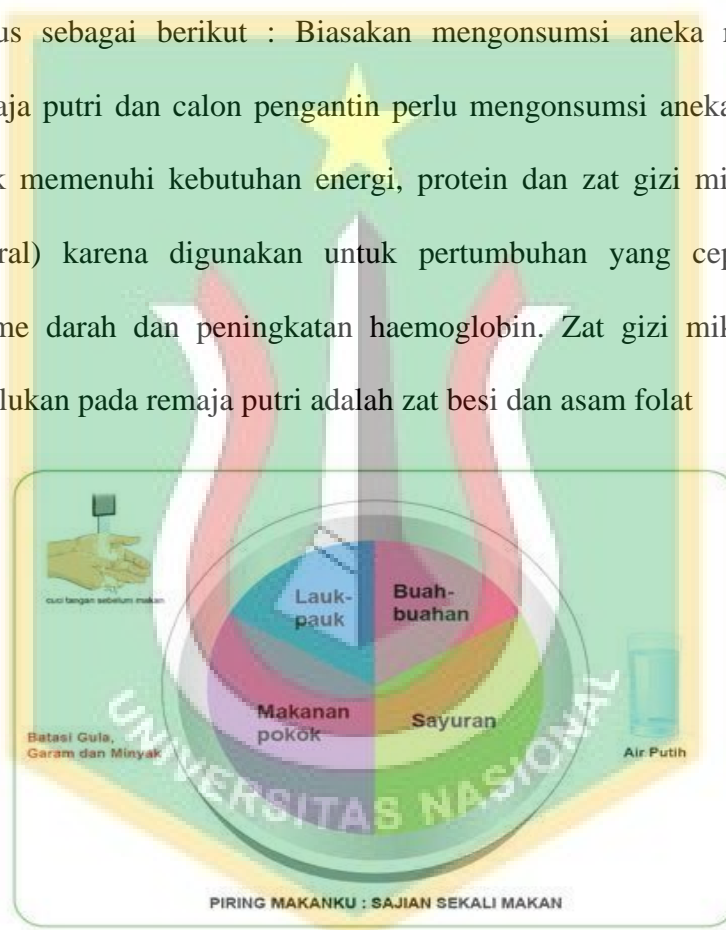 us sebagai berikut : Biasakan mengonsumsi aneka
aja putri dan calon pengantin perlu mengonsumsi aneka
k memenuhi kebutuhan energi, protein dan zat gizi mi
ral) karena digunakan untuk pertumbuhan yang cep
me darah dan peningkatan haemoglobin. Zat gizi mik
lukan pada remaja putri adalah zat besi dan asam folat
cuci tangan sebelum makan
Lauk-
pauk
Buah-
buahan
Makanan
pokok
Sayuran
Batasi Gula,
Garam dan Minyak
Air Putih
UNIVERSITAS NASIONAL
PIRING MAKANKU : SAJIAN SEKALI MAKAN